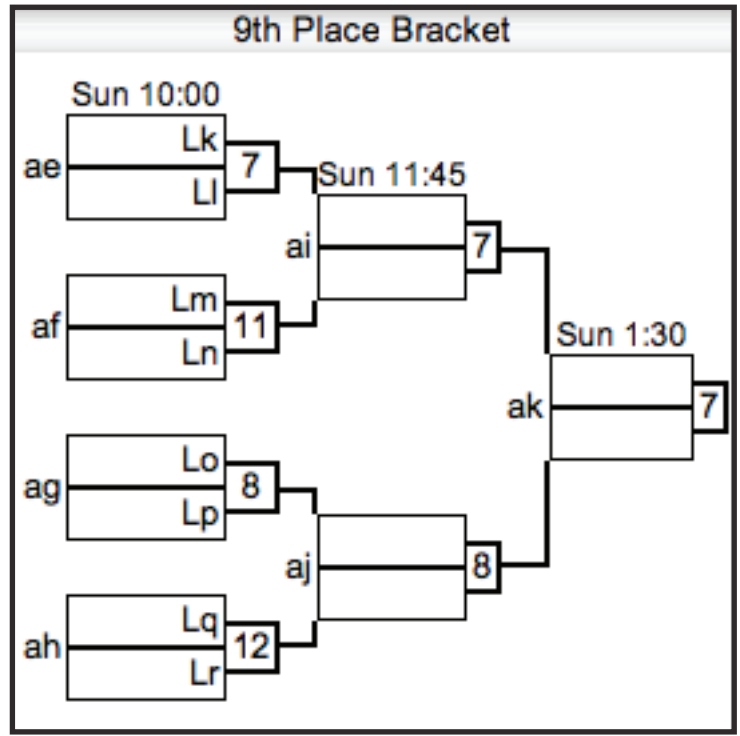 9th Place Bracket
Sun 10:00
ae
Lk
Ll
7
af
Lm
Ln
11
ag
Lo
Lp
8
ah
Lq
Lr
12
Sun 11:45
ai
7
aj
8
Sun 1:30
ak
7